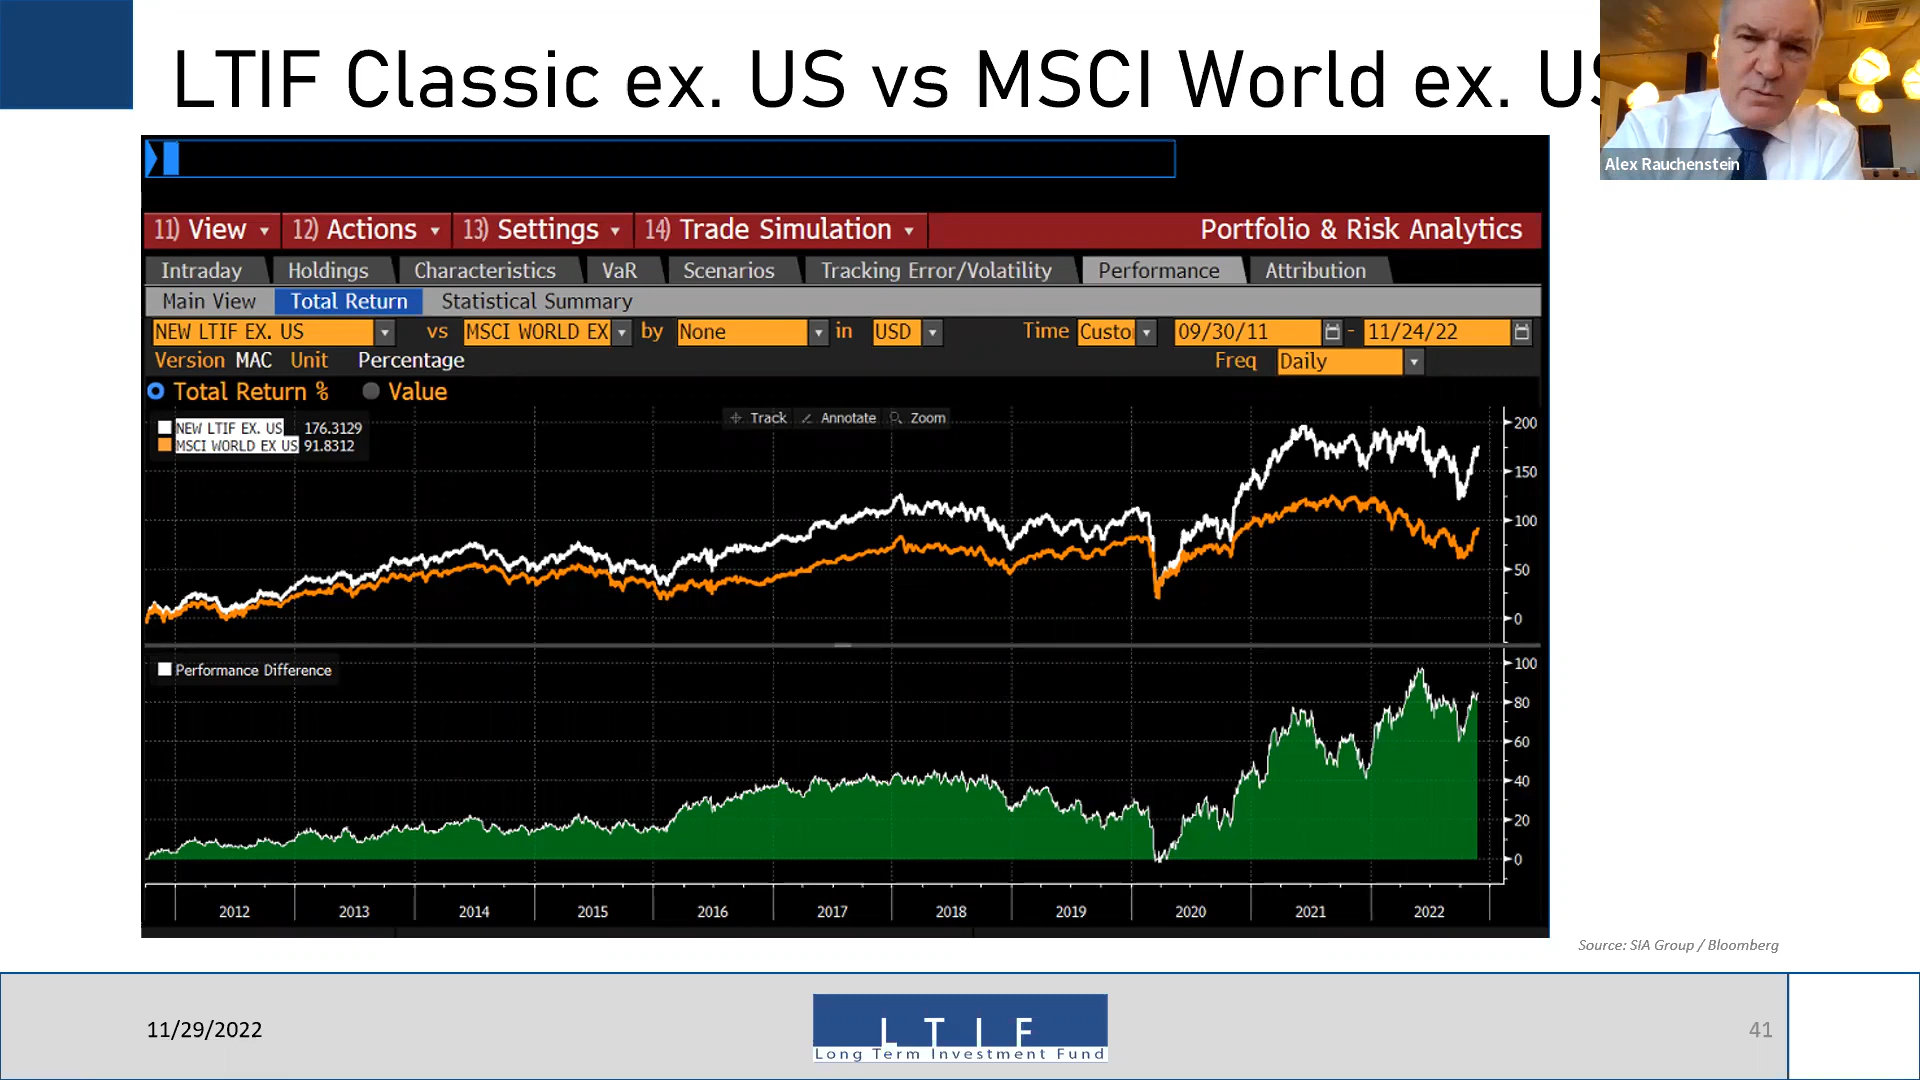 LTIF Classic ex. US vs MSCI World ex. US
Alex Rauchenstein
11) View 12) Actions 13) Settings 14) Trade Simulation Portfolio & Risk Analytics
Intraday Holdings Characteristics VaR Scenarios Tracking Error/Volatility Performance Attribution
Main View Total Return Statistical Summary
NEW LTIF EX. US vs MSCI WORLD EX by None in USD Time Custo 09/30/11 - 11/24/22
Version MAC Unit Percentage Freq Daily
Total Return % Value
Track Annotate Zoom
NEW LTIF EX. US 176.3129
MSCI WORLD EX US 91.8312
200
150
100
50
0
Performance Difference
100
80
60
40
20
0
2012 2013 2014 2015 2016 2017 2018 2019 2020 2021 2022
Source: SIA Group / Bloomberg
11/29/2022
LTIF
Long Term Investment Fund
41